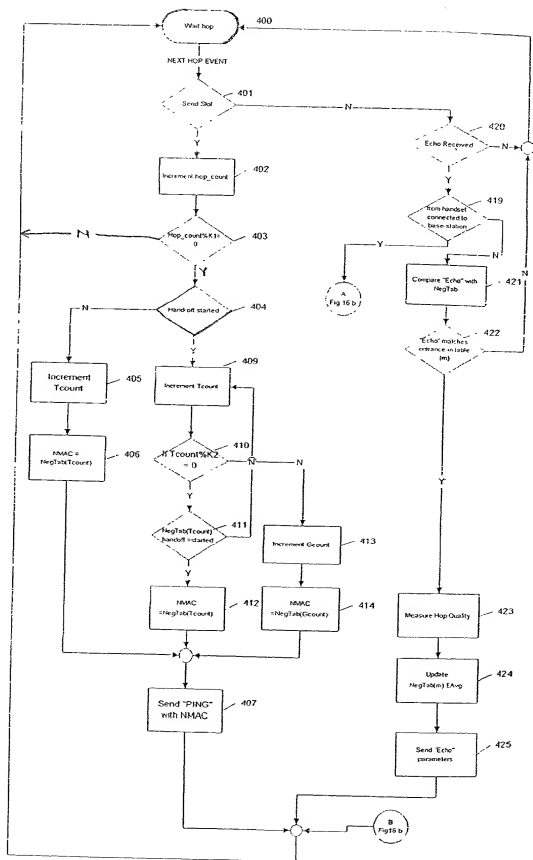 Wait hop
400
NEXT HOP EVENT
401
Send Slot
N
Y
420
Echo Received
N
Y
Increment hop_count
402
Hop_count%K1=
0
403
N
Y
419
from handset
connected to
base-station
Y
N
A
Fig 16 b
Compare "Echo" with
NegTab
421
N
Handoff started
404
N
Y
"Echo" matches
entrance in table
(m)
422
Y
Increment
Tcount
405
409
Increment Tcount
NMAC =
NegTab(Tcount)
406
If Tcount%K2
= 0
410
N
N
Y
NegTab(Tcount)
handoff =started
411
Y
Increment Gcount
413
NMAC
=NegTab(Tcount)
412
NMAC
=NegTab(Gcount)
414
Measure Hop Quality
423
Send "PING"
with NMAC
407
Update
NegTab(m) EAvg
424
Send "Echo"
parameters
425
B
Fig16 b